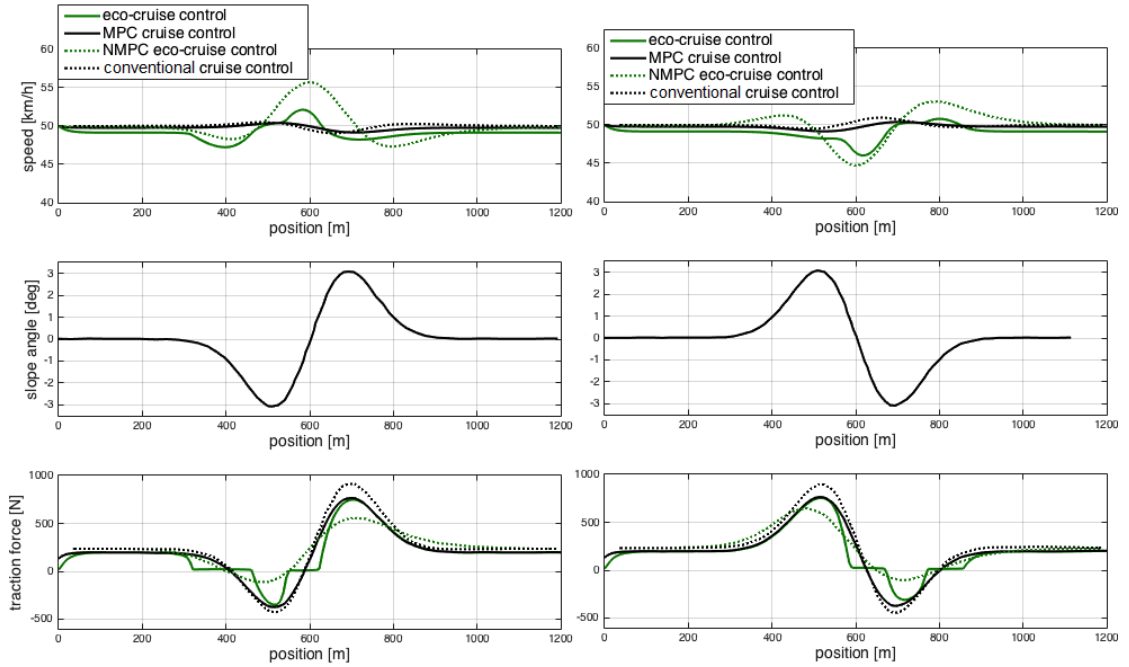 eco-cruise control
MPC cruise control
NMPC eco-cruise control
conventional cruise control
60
55
50
45
40
speed [km/h]
0 200 400 600 800 1000 1200
position [m]
eco-cruise control
MPC cruise control
NMPC eco-cruise control
conventional cruise control
60
55
50
45
40
0 200 400 600 800 1000 1200
position [m]
3
2
1
0
-1
-2
-3
slope angle [deg]
0 200 400 600 800 1000 1200
position [m]
3
2
1
0
-1
-2
-3
0 200 400 600 800 1000 1200
position [m]
1000
500
0
-500
traction force [N]
0 200 400 600 800 1000 1200
position [m]
1000
500
0
-500
0 200 400 600 800 1000 1200
position [m]